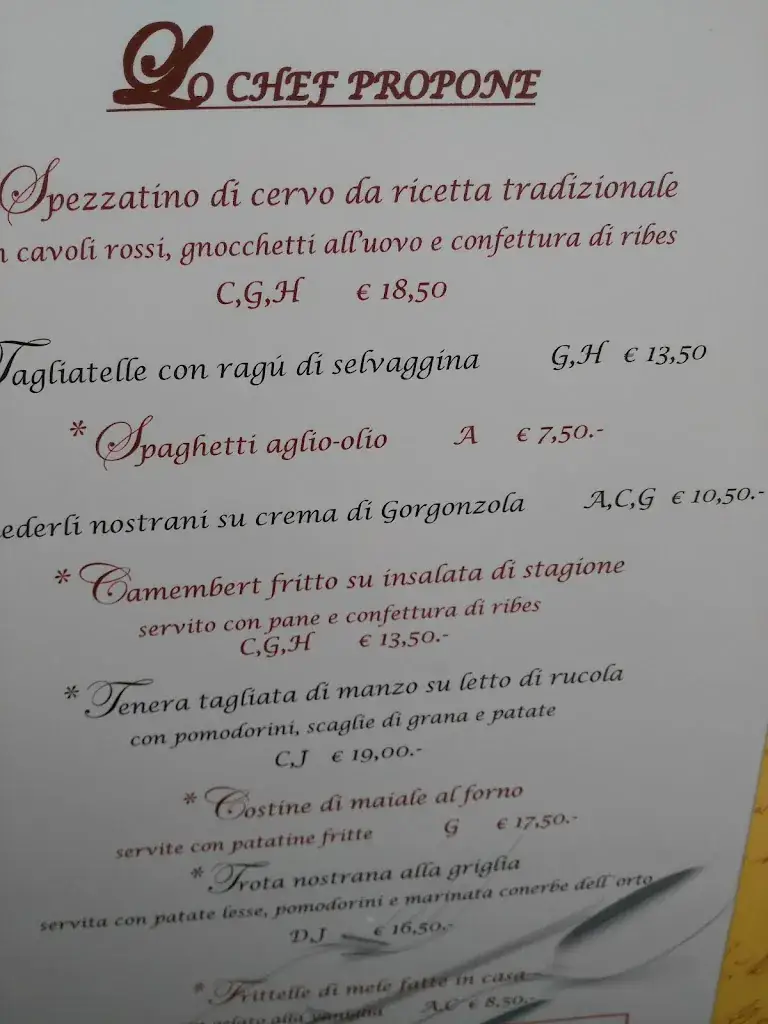 Lo CHEF PROPONE
Spezzatino di cervo da ricetta tradizionale
cavoli rossi, gnocchetti all'uovo e confettura di ribes
C,G,H € 18,50
Tagliatelle con ragú di selvaggina G,H € 13,50
* Spaghetti aglio-olio A € 7,50.-
nostrani su crema di Gorgonzola A,C,G € 10,50.-
* Camembert fritto su insalata di stagione
servito con pane e confettura di ribes
C,G,H € 13,50.-
* Tenera tagliata di manzo su letto di rucola
con pomodorini, scaglie di grana e patate
C,J € 19,00.-
* Costine di maiale al forno
servite con patatine fritte G € 17,50.-
* Trota nostrana alla griglia
servita con patate lesse, pomodorini e marinata conerbe dell'orto
D,J € 16,50.-
* Frittelle di mele fatte in casa
gelato alla vaniglia A,C € 8,50.-